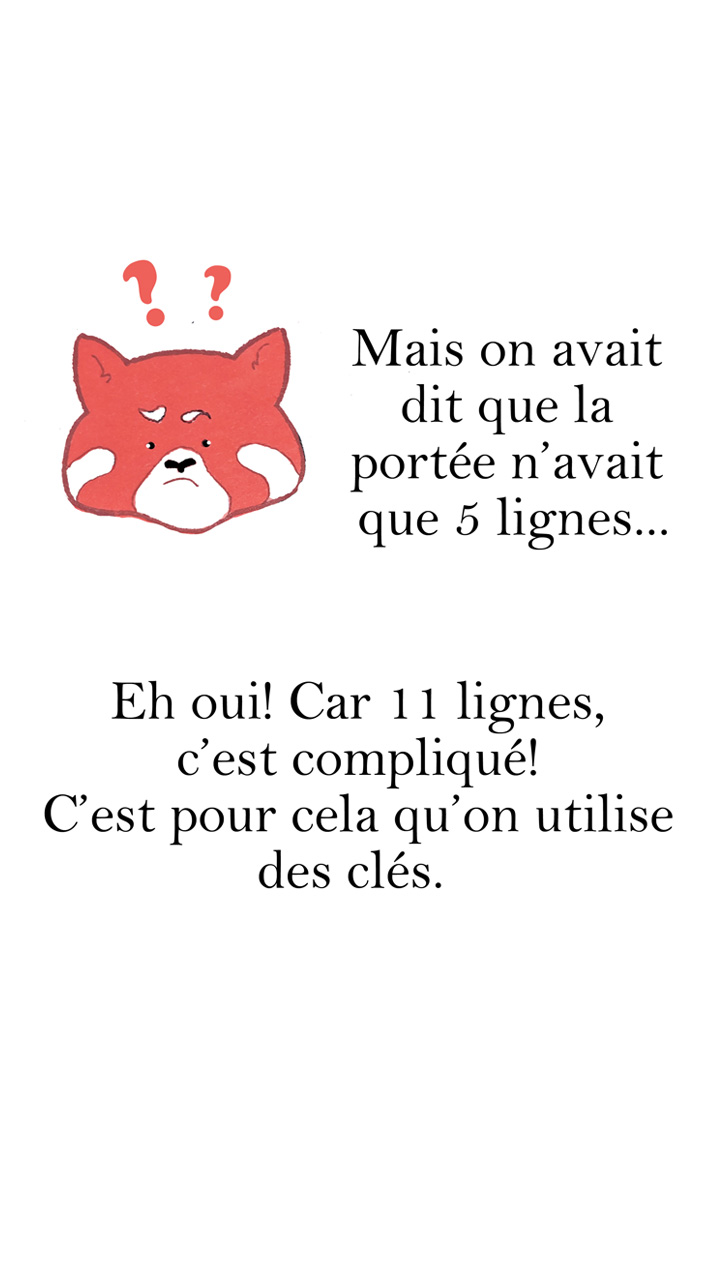 ? ?
Mais on avait
dit que la
portée n’avait
que 5 lignes...
Eh oui! Car 11 lignes,
c’est compliqué!
C’est pour cela qu’on utilise
des clés.